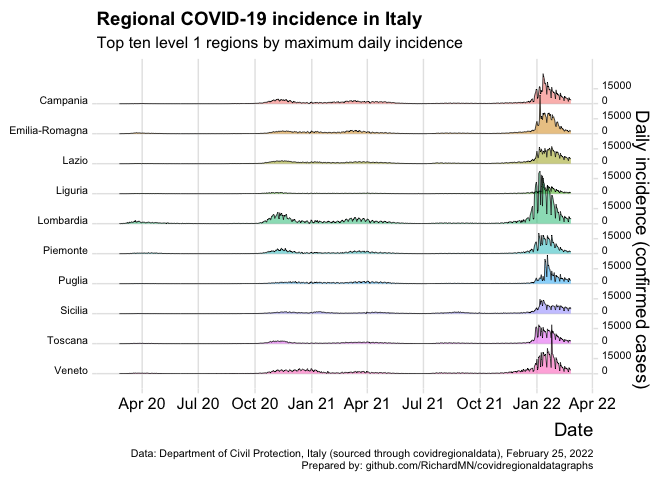 Regional COVID-19 incidence in Italy
Top ten level 1 regions by maximum daily incidence
Campania
15000
0
Emilia-Romagna
15000
0
Lazio
15000
0
Liguria
15000
0
Lombardia
15000
0
Piemonte
15000
0
Puglia
15000
0
Sicilia
15000
0
Toscana
15000
0
Veneto
15000
0
Daily incidence (confirmed cases)
Apr 20 Jul 20 Oct 20 Jan 21 Apr 21 Jul 21 Oct 21 Jan 22 Apr 22
Date
Data: Department of Civil Protection, Italy (sourced through covidregionaldata), February 25, 2022
Prepared by: github.com/RichardMN/covidregionaldatagraphs